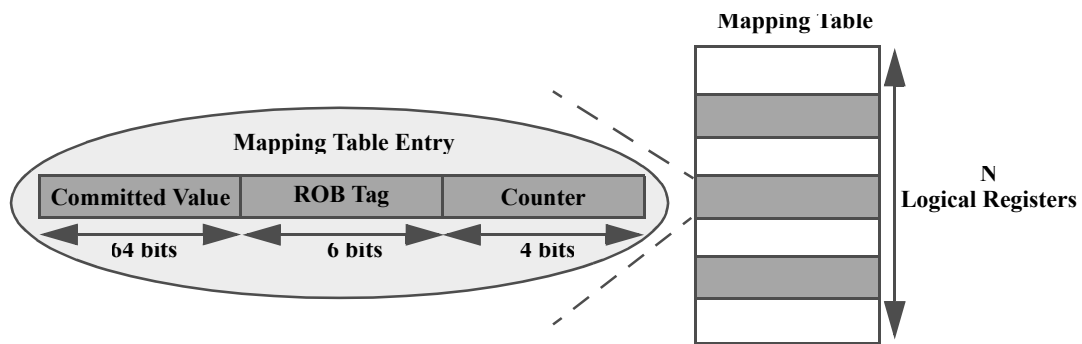 Mapping Table
Mapping Table Entry
Committed Value
ROB Tag
Counter
64 bits
6 bits
4 bits
N
Logical Registers